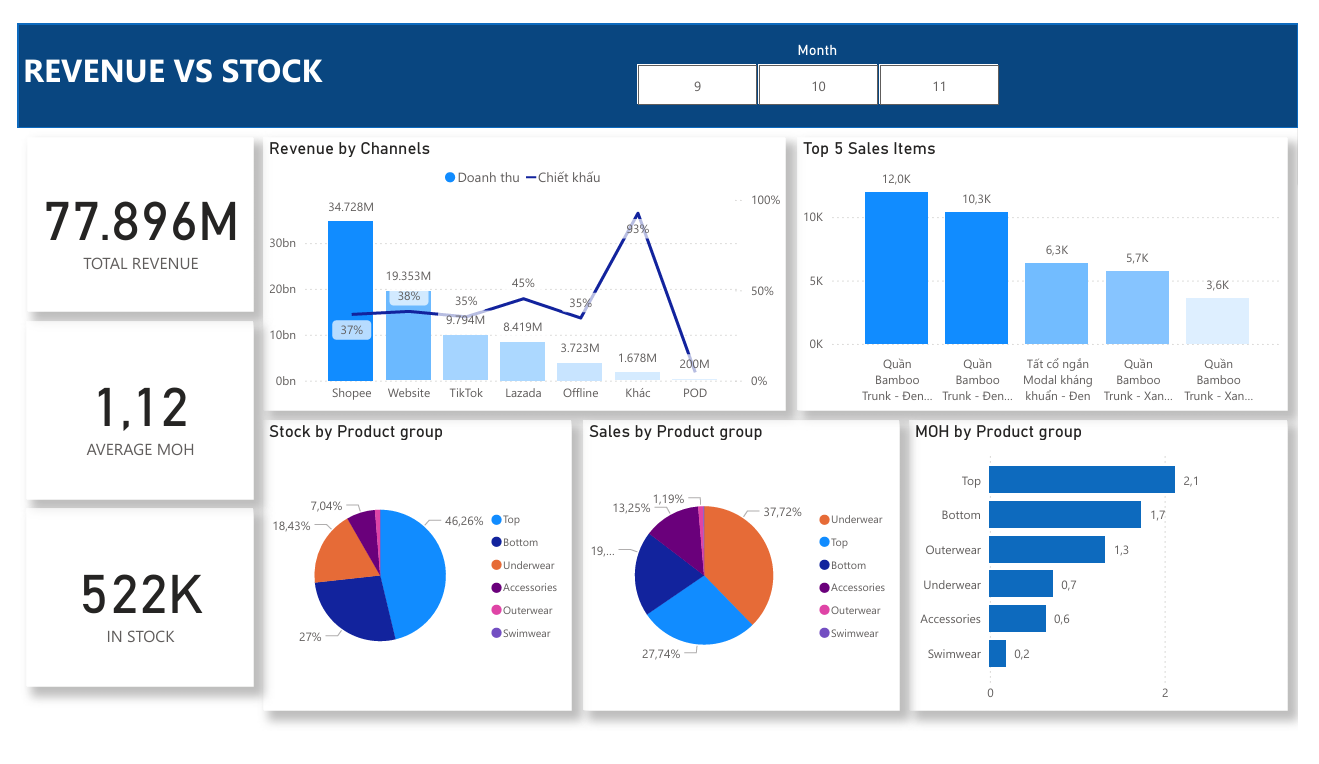 REVENUE VS STOCK
Month
9
10
11
77.896M
TOTAL REVENUE
1,12
AVERAGE MOH
522K
IN STOCK
Revenue by Channels
Doanh thu
Chiết khấu
34.728M
19.353M
9.794M
8.419M
3.723M
1.678M
200M
37%
38%
35%
45%
35%
93%
30bn
20bn
10bn
0bn
100%
50%
0%
Shopee
Website
TikTok
Lazada
Offline
Khác
POD
Top 5 Sales Items
12,0K
10,3K
6,3K
5,7K
3,6K
10K
5K
0K
Quần
Bamboo
Trunk - Đen...
Quần
Bamboo
Trunk - Đen...
Tất cổ ngắn
Modal kháng
khuẩn - Đen
Quần
Bamboo
Trunk - Xan...
Quần
Bamboo
Trunk - Xan...
Stock by Product group
7,04%
18,43%
27%
46,26%
Top
Bottom
Underwear
Accessories
Outerwear
Swimwear
Sales by Product group
1,19%
13,25%
19,...
27,74%
37,72%
Underwear
Top
Bottom
Accessories
Outerwear
Swimwear
MOH by Product group
Top
2,1
Bottom
1,7
Outerwear
1,3
Underwear
0,7
Accessories
0,6
Swimwear
0,2
0
2